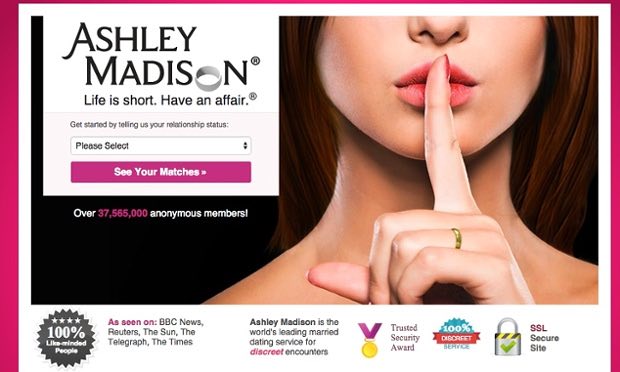 ASHLEY
MADISON®
Life is short. Have an affair.®
Get started by telling us your relationship status:
Please Select
See Your Matches »
Over 37,565,000 anonymous members!
100%
Like-minded
People
As seen on: BBC News,
Reuters, The Sun, The
Telegraph, The Times
Ashley Madison is the
world's leading married
dating service for
discreet encounters
Trusted
Security
Award
100%
DISCREET
SERVICE
SSL
Secure
Site